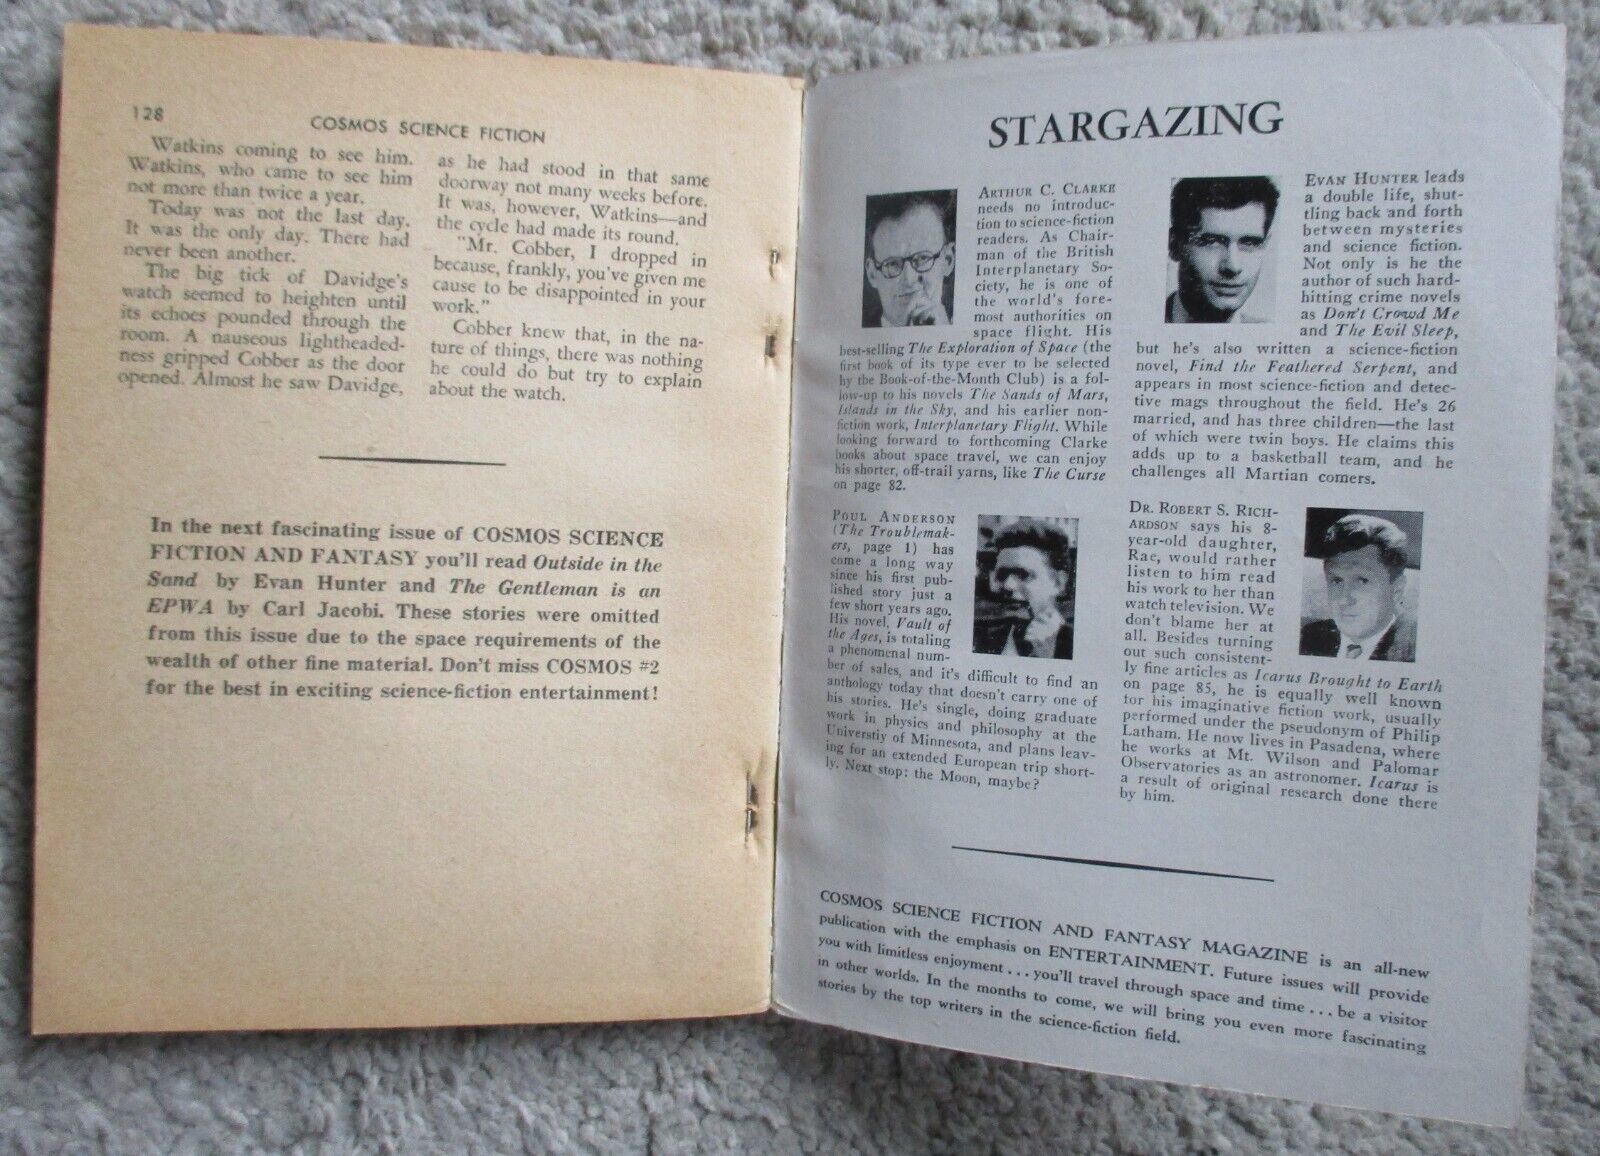 128
COSMOS SCIENCE FICTION
Watkins coming to see him.
Watkins, who came to see him
not more than twice a year.
Today was not the last day.
It was the only day. There had
never been another.
The big tick of Davidge's
watch seemed to heighten until
its echoes pounded through the
room. A nauseous lightheaded-
ness gripped Cobber as the door
opened. Almost he saw Davidge,
as he had stood in that same
doorway not many weeks before.
It was, however, Watkins—and
the cycle had made its round.
"Mr. Cobber, I dropped in
because, frankly, you've given me
cause to be disappointed in your
work."
Cobber knew that, in the na-
ture of things, there was nothing
he could do but try to explain
about the watch.
In the next fascinating issue of COSMOS SCIENCE
FICTION AND FANTASY you'll read Outside in the
Sand by Evan Hunter and The Gentleman is an
EPWA by Carl Jacobi. These stories were omitted
from this issue due to the space requirements of the
wealth of other fine material. Don't miss COSMOS #2
for the best in exciting science-fiction entertainment!
STARGAZING
ARTHUR C. CLARKE
needs no introduc-
tion to science-fiction
readers. As Chair-
man of the British
Interplanetary So-
ciety, he is one of
the world's fore-
most authorities on
space flight. His
best-selling The Exploration of Space (the
first book of its type ever to be selected
by the Book-of-the-Month Club) is a fol-
low-up to his novels The Sands of Mars,
Islands in the Sky, and his earlier non-
fiction work, Interplanetary Flight. While
looking forward to forthcoming Clarke
books about space travel, we can enjoy
his shorter, off-trail yarns, like The Curse
on page 82.
POUL ANDERSON
(The Troublemak-
ers, page 1) has
come a long way
since his first pub-
lished story just a
few short years ago.
His novel, Vault of
the Ages, is totaling
a phenomenal num-
ber of sales, and it's difficult to find an
anthology today that doesn't carry one of
his stories. He's single, doing graduate
work in physics and philosophy at the
Universtiy of Minnesota, and plans leav-
ing for an extended European trip short-
ly. Next stop: the Moon, maybe?
EVAN HUNTER leads
a double life, shut-
tling back and forth
between mysteries
and science fiction.
Not only is he the
author of such hard-
hitting crime novels
as Don't Crowd Me
and The Evil Sleep,
but he's also written a science-fiction
novel, Find the Feathered Serpent, and
appears in most science-fiction and detec-
tive mags throughout the field. He's 26
married, and has three children—the last
of which were twin boys. He claims this
adds up to a basketball team, and he
challenges all Martian comers.
DR. ROBERT S. RICH-
ARDSON says his 8-
year-old daughter,
Rae, would rather
listen to him read
his work to her than
watch television. We
don't blame her at
all. Besides turning
out such consistent-
ly fine articles as Icarus Brought to Earth
on page 85, he is equally well known
for his imaginative fiction work, usually
performed under the pseudonym of Philip
Latham. He now lives in Pasadena, where
he works at Mt. Wilson and Palomar
Observatories as an astronomer. Icarus is
a result of original research done there
by him.
COSMOS SCIENCE FICTION AND FANTASY MAGAZINE is an all-new
publication with the emphasis on ENTERTAINMENT. Future issues will provide
you with limitless enjoyment . . . you'll travel through space and time . . . be a visitor
in other worlds. In the months to come, we will bring you even more fascinating
stories by the top writers in the science-fiction field.